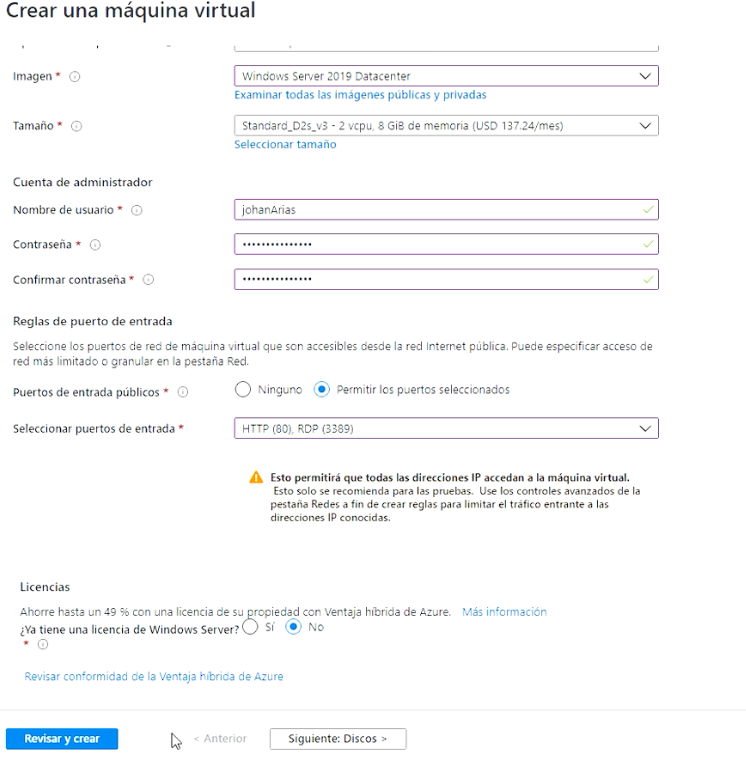 Crear una máquina virtual
Imagen *
Windows Server 2019 Datacenter
Examinar todas las imágenes públicas y privadas
Tamaño *
Standard_D2s_v3 - 2 vcpu, 8 GiB de memoria (USD 137.24/mes)
Seleccionar tamaño
Cuenta de administrador
Nombre de usuario *
johanArias
Contraseña *
•••••••••••••••
Confirmar contraseña *
•••••••••••••••
Reglas de puerto de entrada
Seleccione los puertos de red de máquina virtual que son accesibles desde la red Internet pública. Puede especificar acceso de
red más limitado o granular en la pestaña Red.
Puertos de entrada públicos *
Ninguno
Permitir los puertos seleccionados
Seleccionar puertos de entrada *
HTTP (80), RDP (3389)
Esto permitirá que todas las direcciones IP accedan a la máquina virtual.
Esto solo se recomienda para las pruebas. Use los controles avanzados de la
pestaña Redes a fin de crear reglas para limitar el tráfico entrante a las
direcciones IP conocidas.
Licencias
Ahorre hasta un 49 % con una licencia de su propiedad con Ventaja híbrida de Azure. Más información
¿Ya tiene una licencia de Windows Server? Sí No
*
Revisar conformidad de la Ventaja híbrida de Azure
Revisar y crear
< Anterior
Siguiente: Discos >